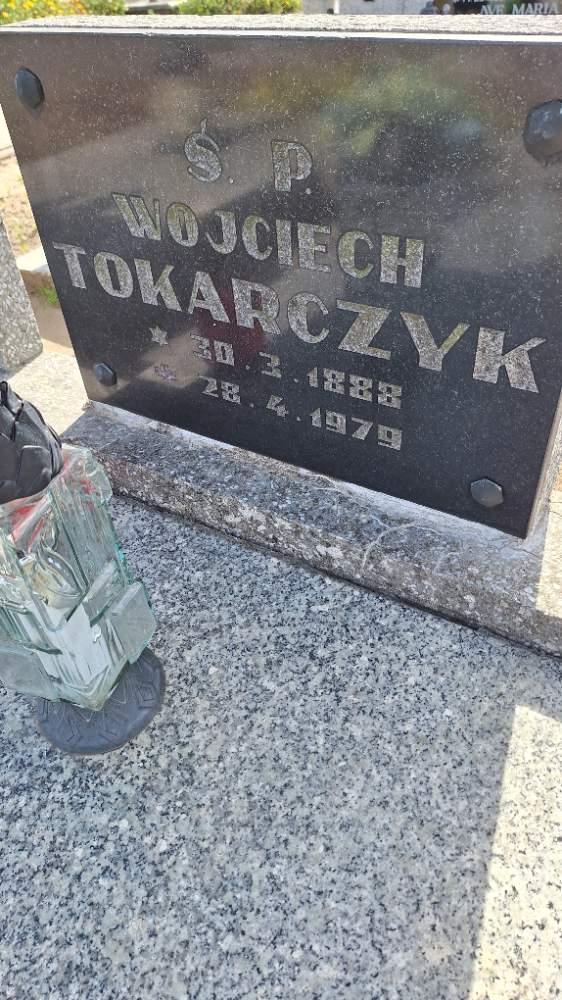 AVE MARIA
Ś. P.
WOJCIECH
TOKARCZYK
* 30.3.1888
28.4.1979